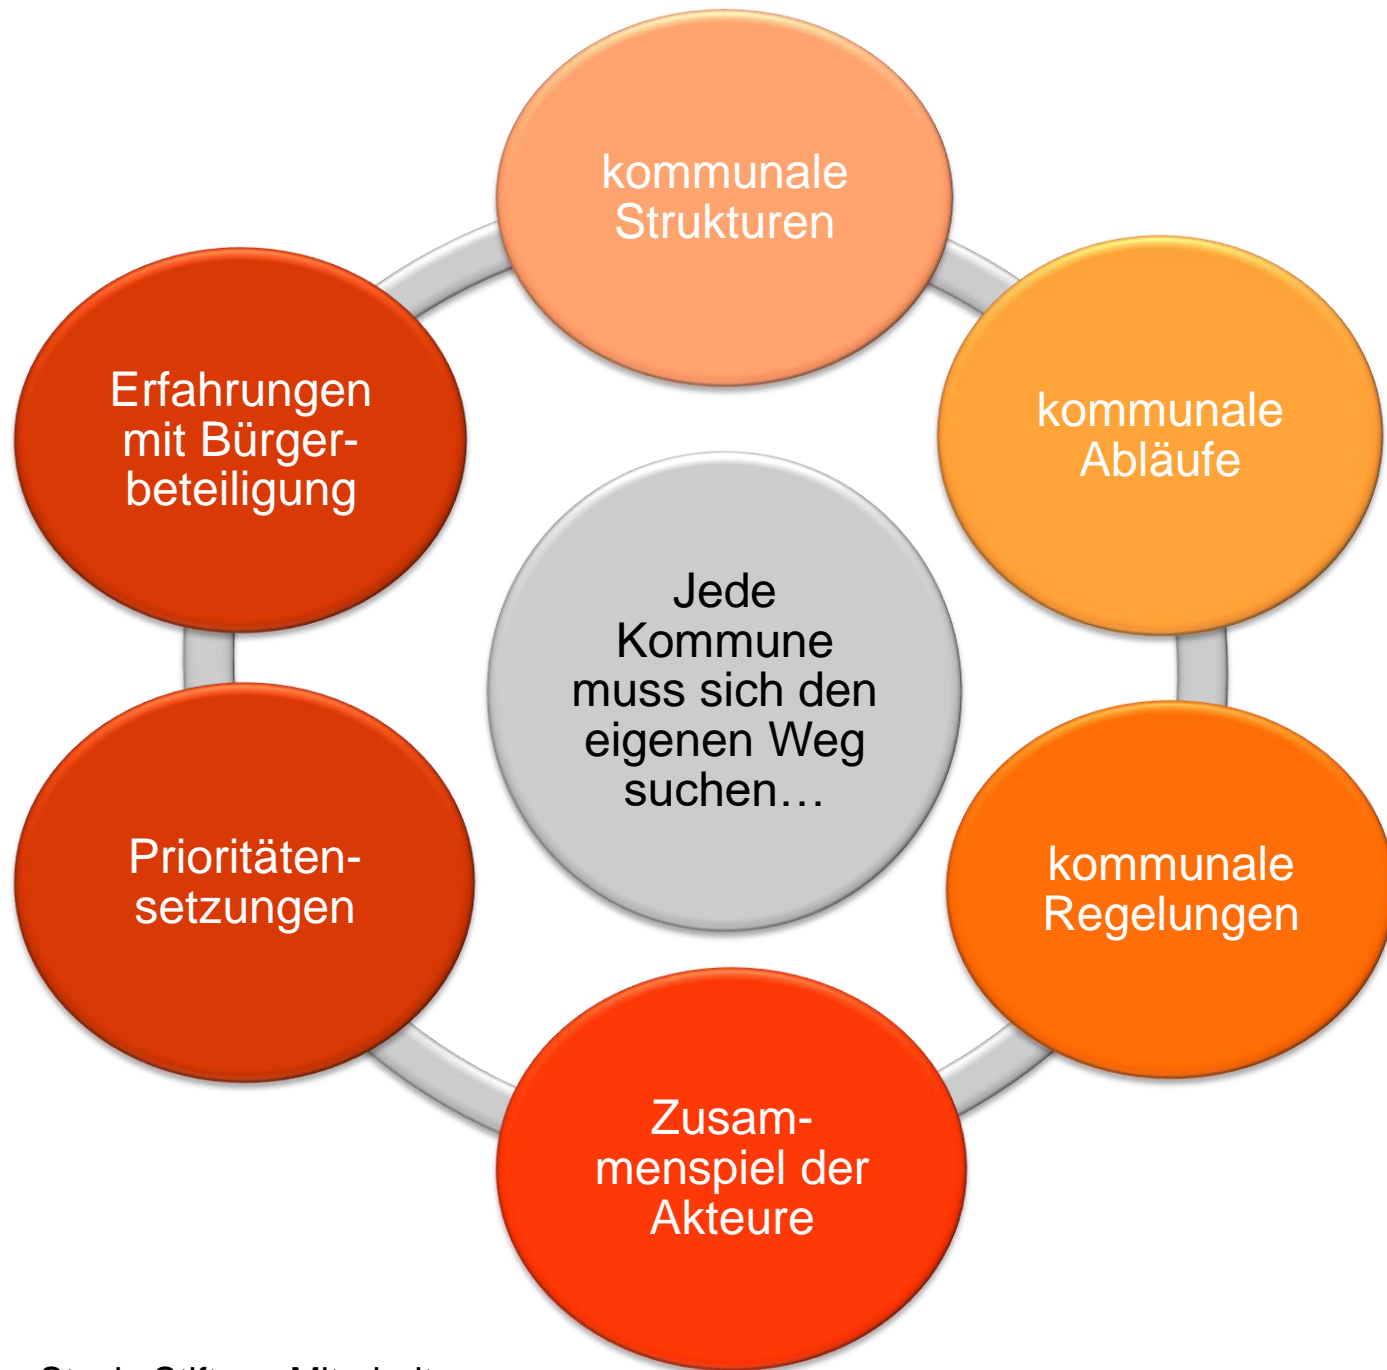 kommunale
Strukturen
kommunale
Abläufe
kommunale
Regelungen
Zusam-
menspiel der
Akteure
Prioritäten-
setzungen
Erfahrungen
mit Bürger-
beteiligung
Jede
Kommune
muss sich den
eigenen Weg
suchen…